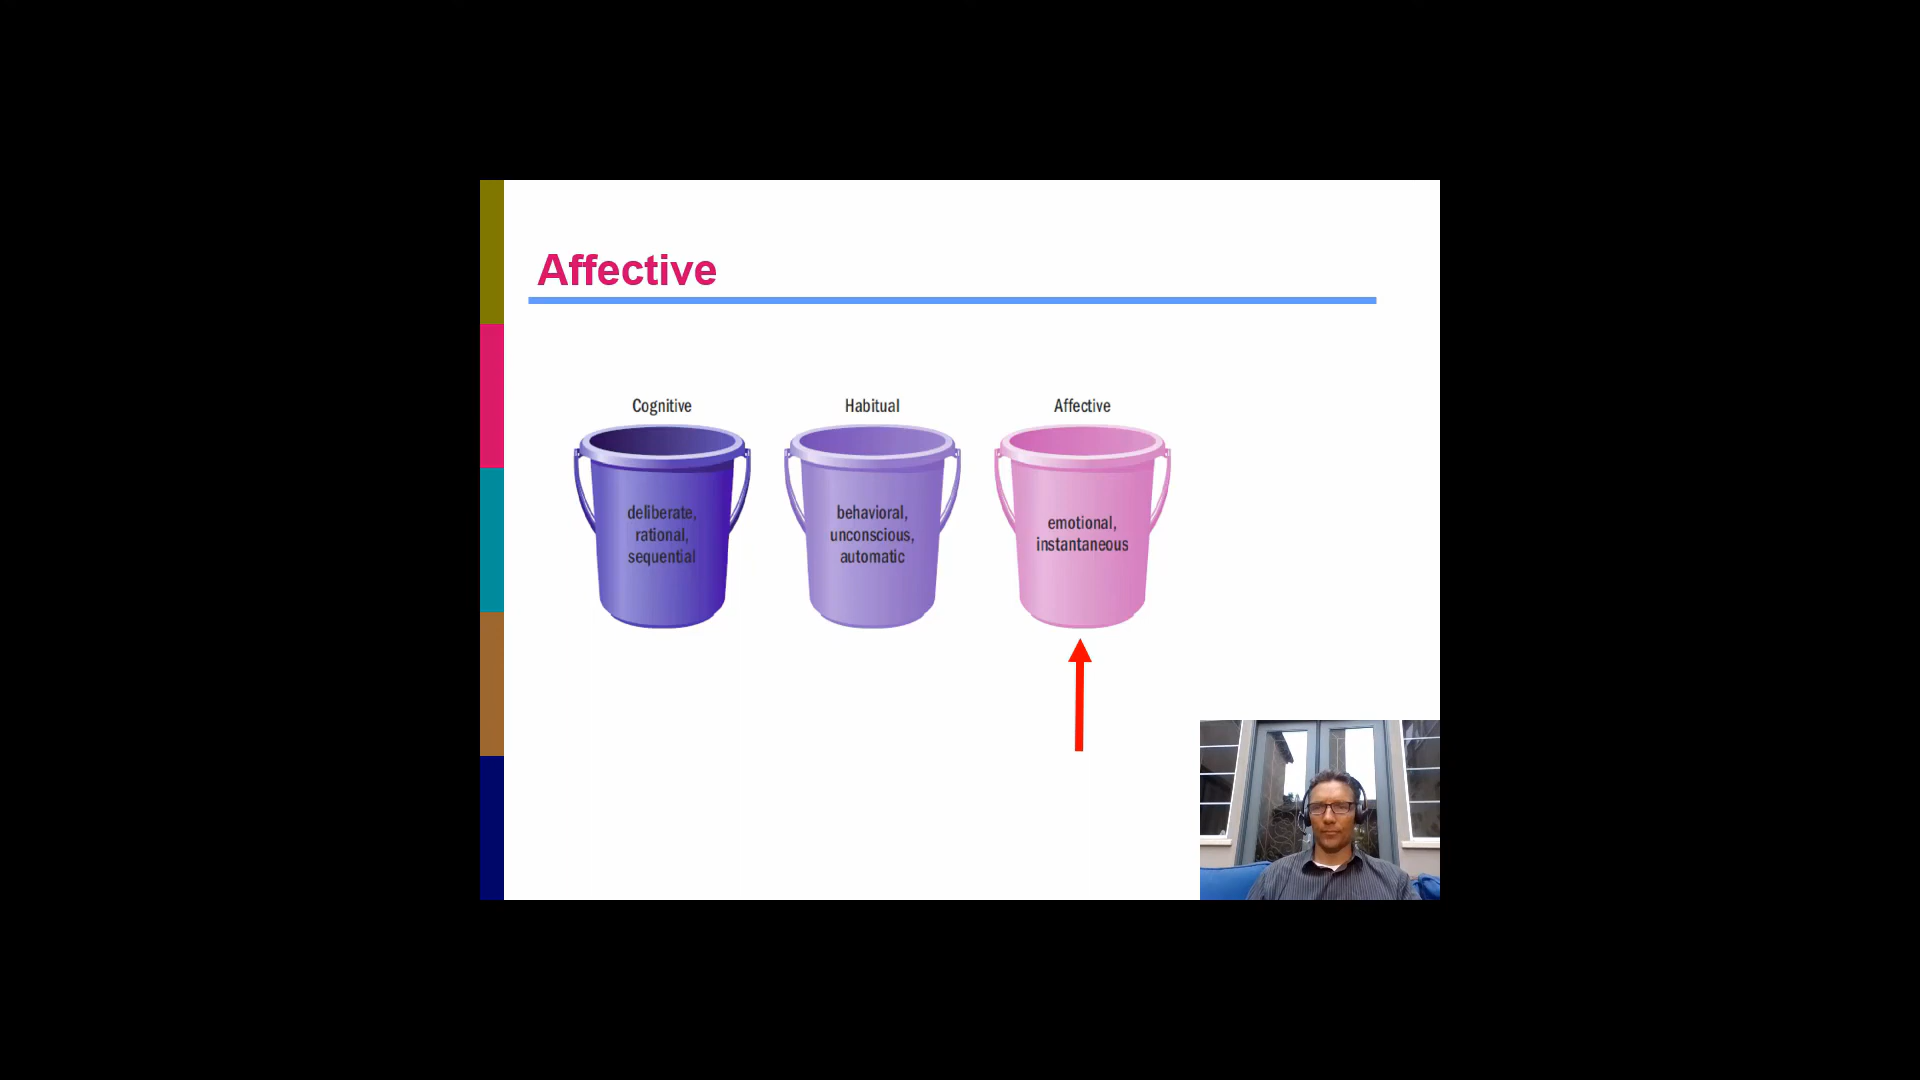 Affective
Cognitive
deliberate,
rational,
sequential
Habitual
behavioral,
unconscious,
automatic
Affective
emotional,
instantaneous